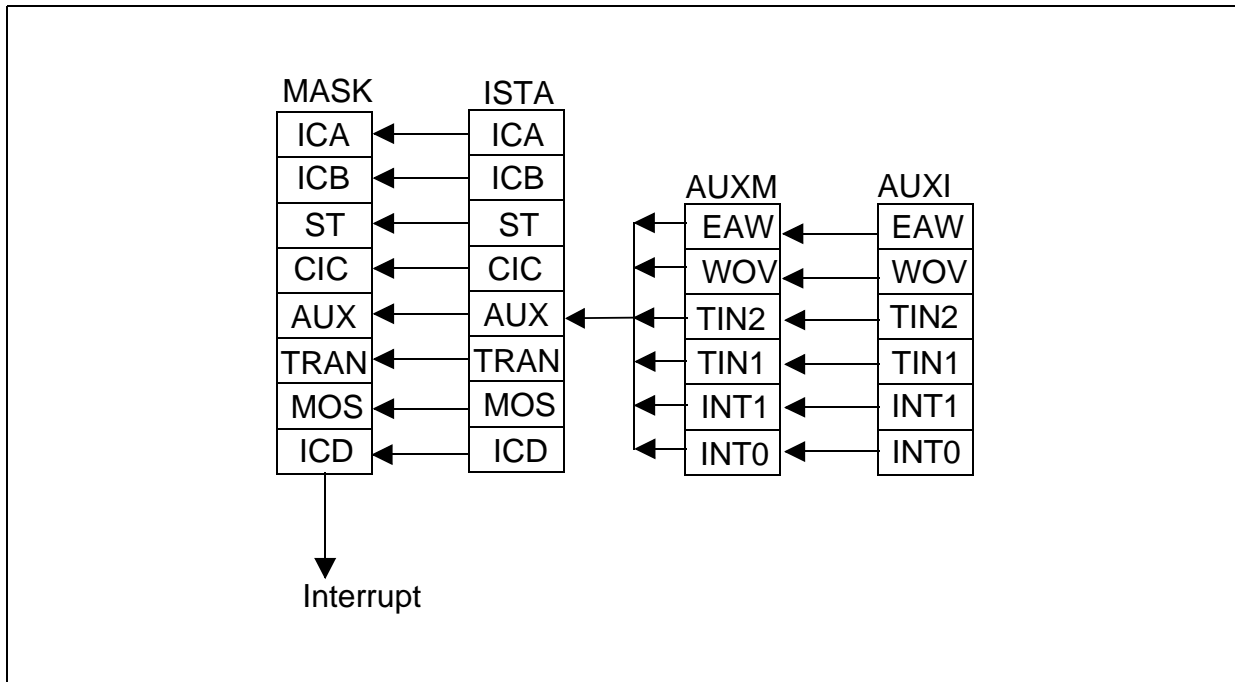 MASK
ICA
ICB
ST
CIC
AUX
TRAN
MOS
ICD
Interrupt
ISTA
ICA
ICB
ST
CIC
AUX
TRAN
MOS
ICD
AUXM
EAW
WOV
TIN2
TIN1
INT1
INT0
AUXI
EAW
WOV
TIN2
TIN1
INT1
INT0